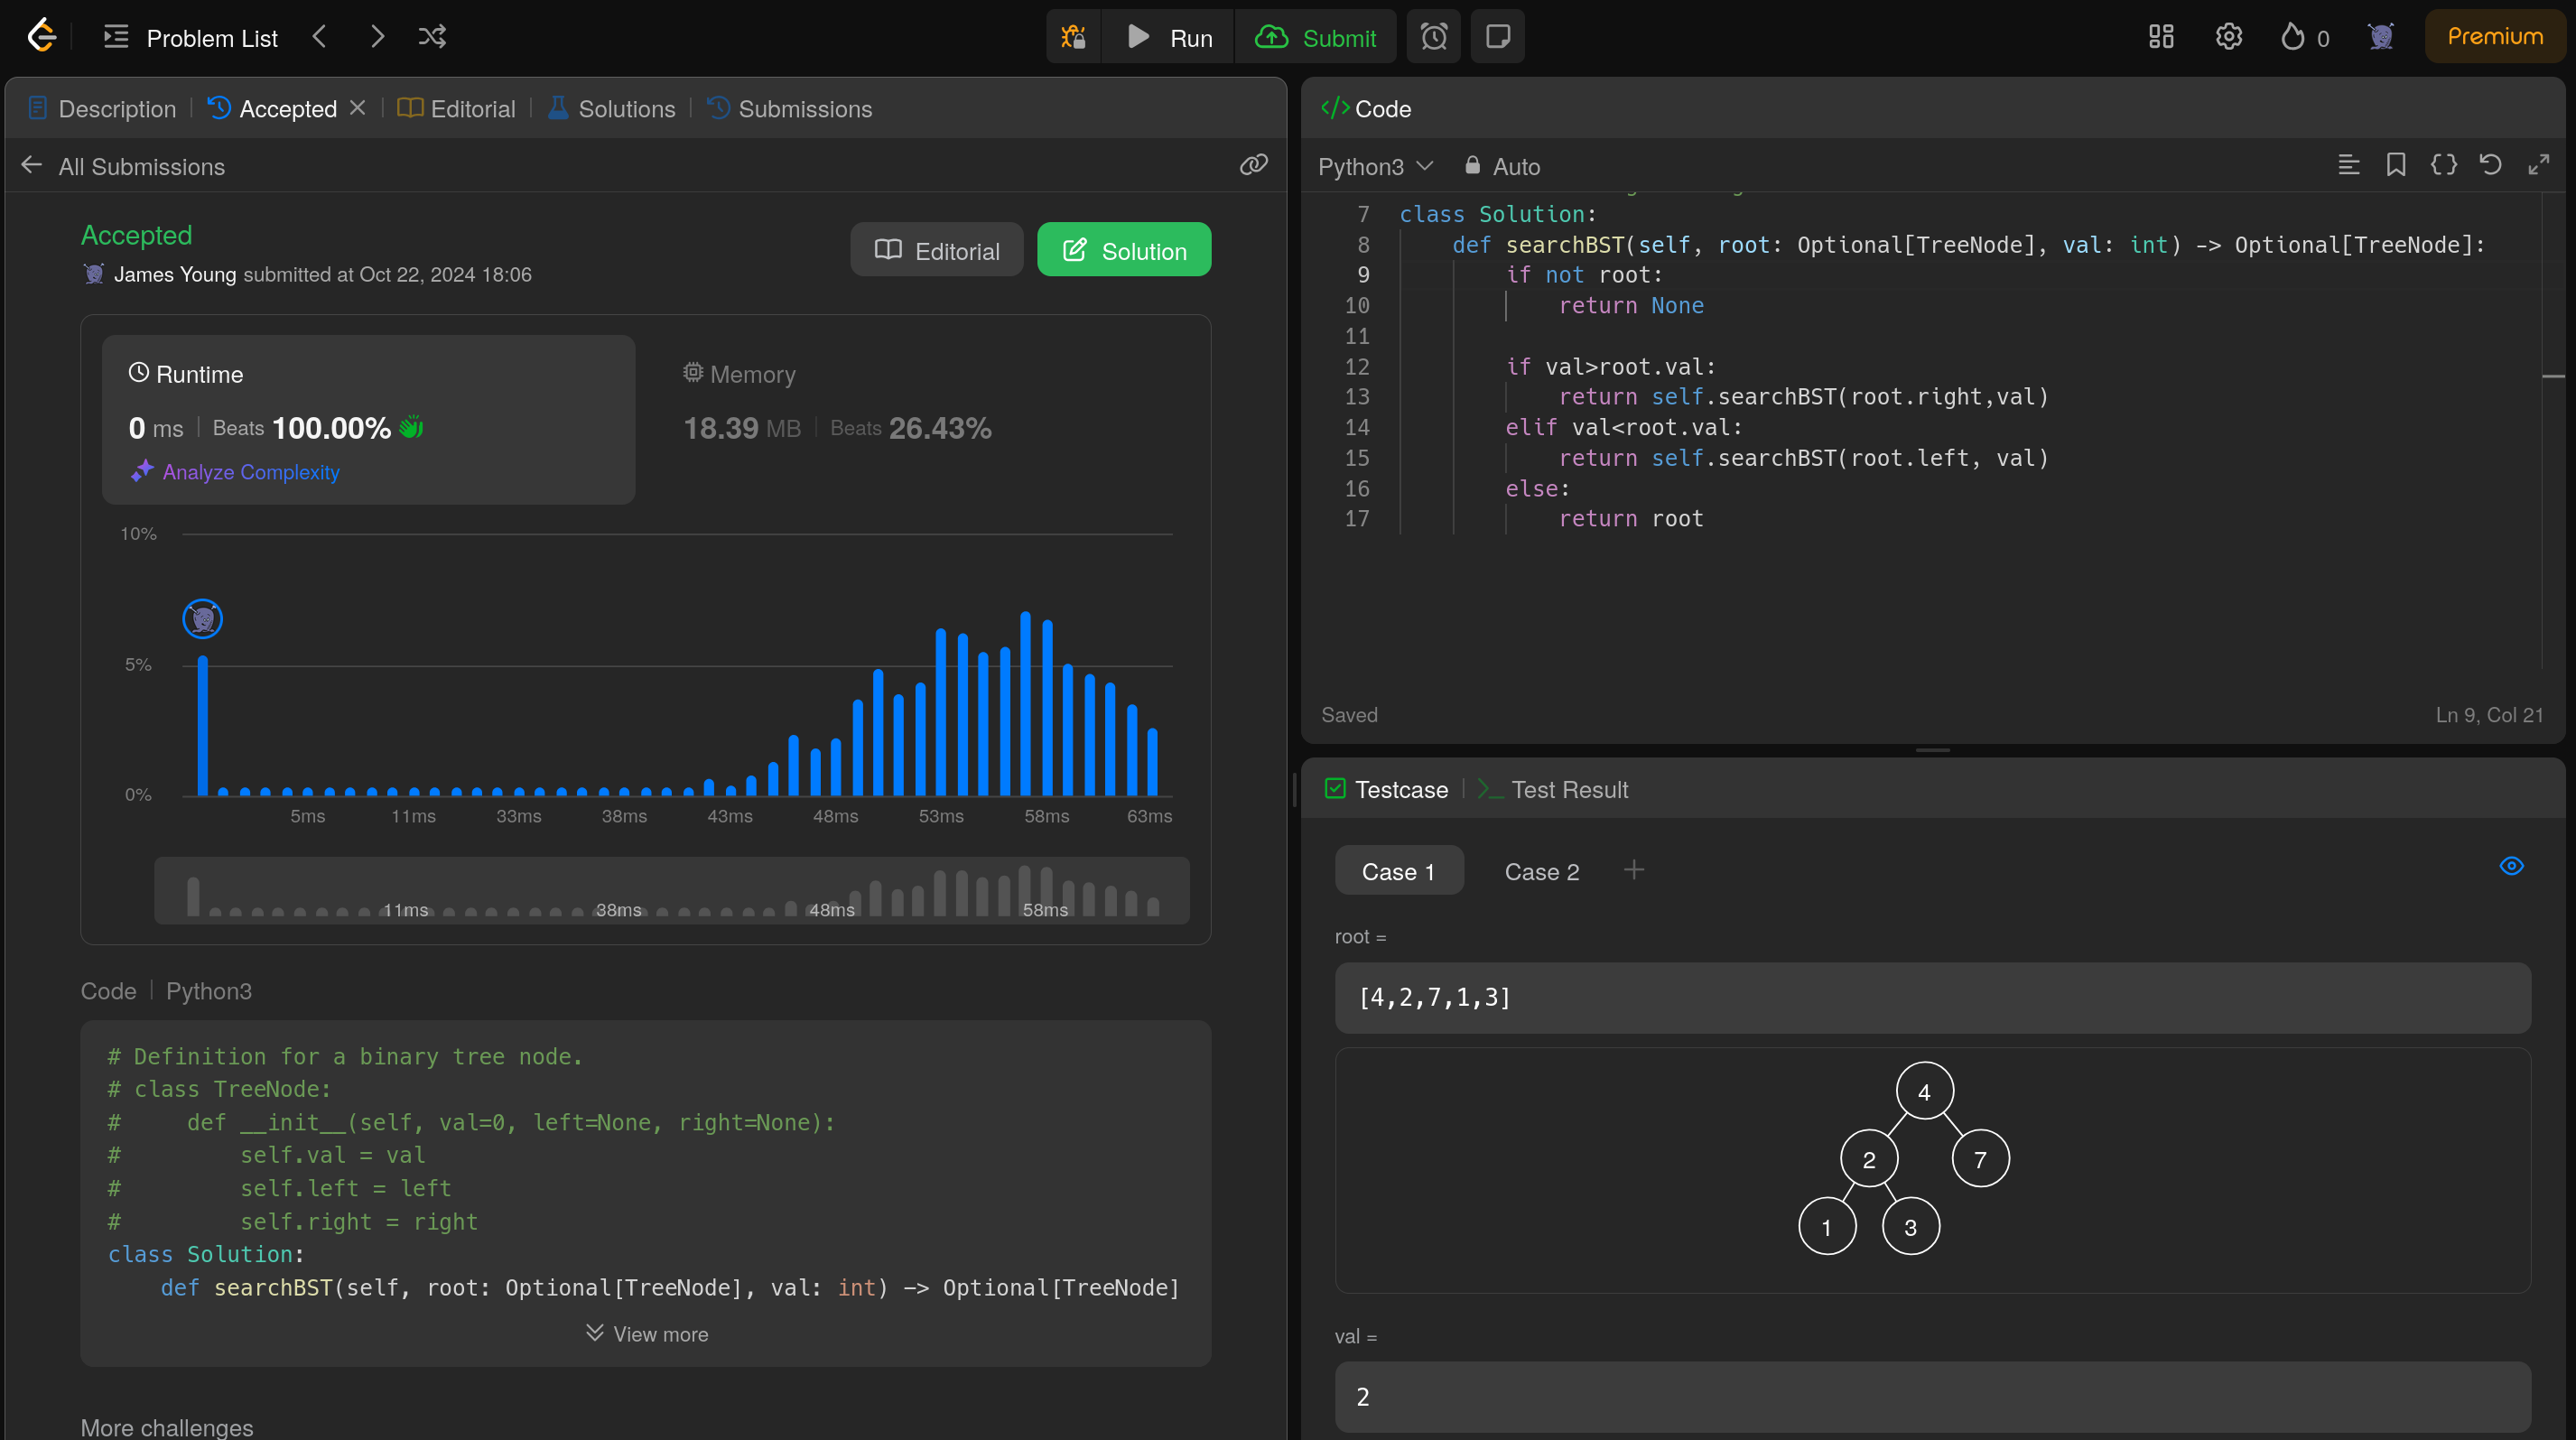 Problem List
Run
Submit
0
Premium
Description
Accepted
Editorial
Solutions
Submissions
All Submissions
Accepted
James Young submitted at Oct 22, 2024 18:06
Editorial
Solution
Runtime
0 ms
Beats 100.00%
Analyze Complexity
Memory
18.39 MB
Beats 26.43%
10%
5%
0%
5ms 11ms 33ms 38ms 43ms 48ms 53ms 58ms 63ms
11ms 38ms 48ms 58ms
Code
Python3
# Definition for a binary tree node.
# class TreeNode:
#     def __init__(self, val=0, left=None, right=None):
#         self.val = val
#         self.left = left
#         self.right = right
class Solution:
    def searchBST(self, root: Optional[TreeNode], val: int) -> Optional[TreeNode]
View more
More challenges
</> Code
Python3
Auto
7 class Solution:
8     def searchBST(self, root: Optional[TreeNode], val: int) -> Optional[TreeNode]:
9         if not root:
10             return None
11
12         if val>root.val:
13             return self.searchBST(root.right,val)
14         elif val<root.val:
15             return self.searchBST(root.left, val)
16         else:
17             return root
Saved
Ln 9, Col 21
Testcase
Test Result
Case 1
Case 2
root =
[4,2,7,1,3]
4
2 7
1 3
val =
2